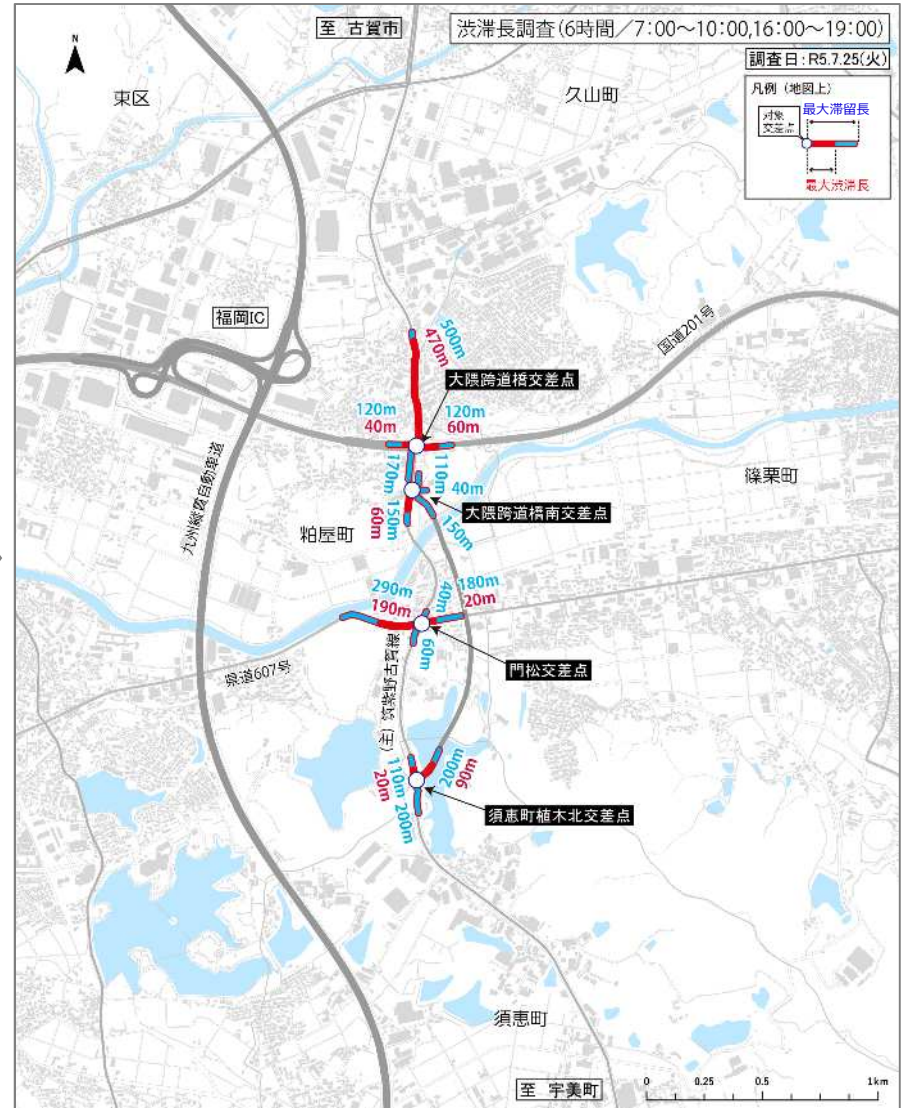 至 古賀市
渋滞長調査(6時間/7:00～10:00,16:00～19:00)
調査日:R5.7.25(火)
凡例(地図上)
対象
交差点
最大滞留長
最大渋滞長
N
東区
久山町
福岡IC
国道201号
500m
470m
大隈跨道橋交差点
120m
40m
120m
60m
170m
110m
40m
篠栗町
九州縦貫自動車道
粕屋町
150m
60m
150m
大隈跨道橋南交差点
290m
190m
40m
180m
20m
60m
門松交差点
県道607号
(主)筑紫野古賀線
110m
20m
200m
90m
200m
須恵町植木北交差点
須恵町
至 宇美町
0 0.25 0.5 1km